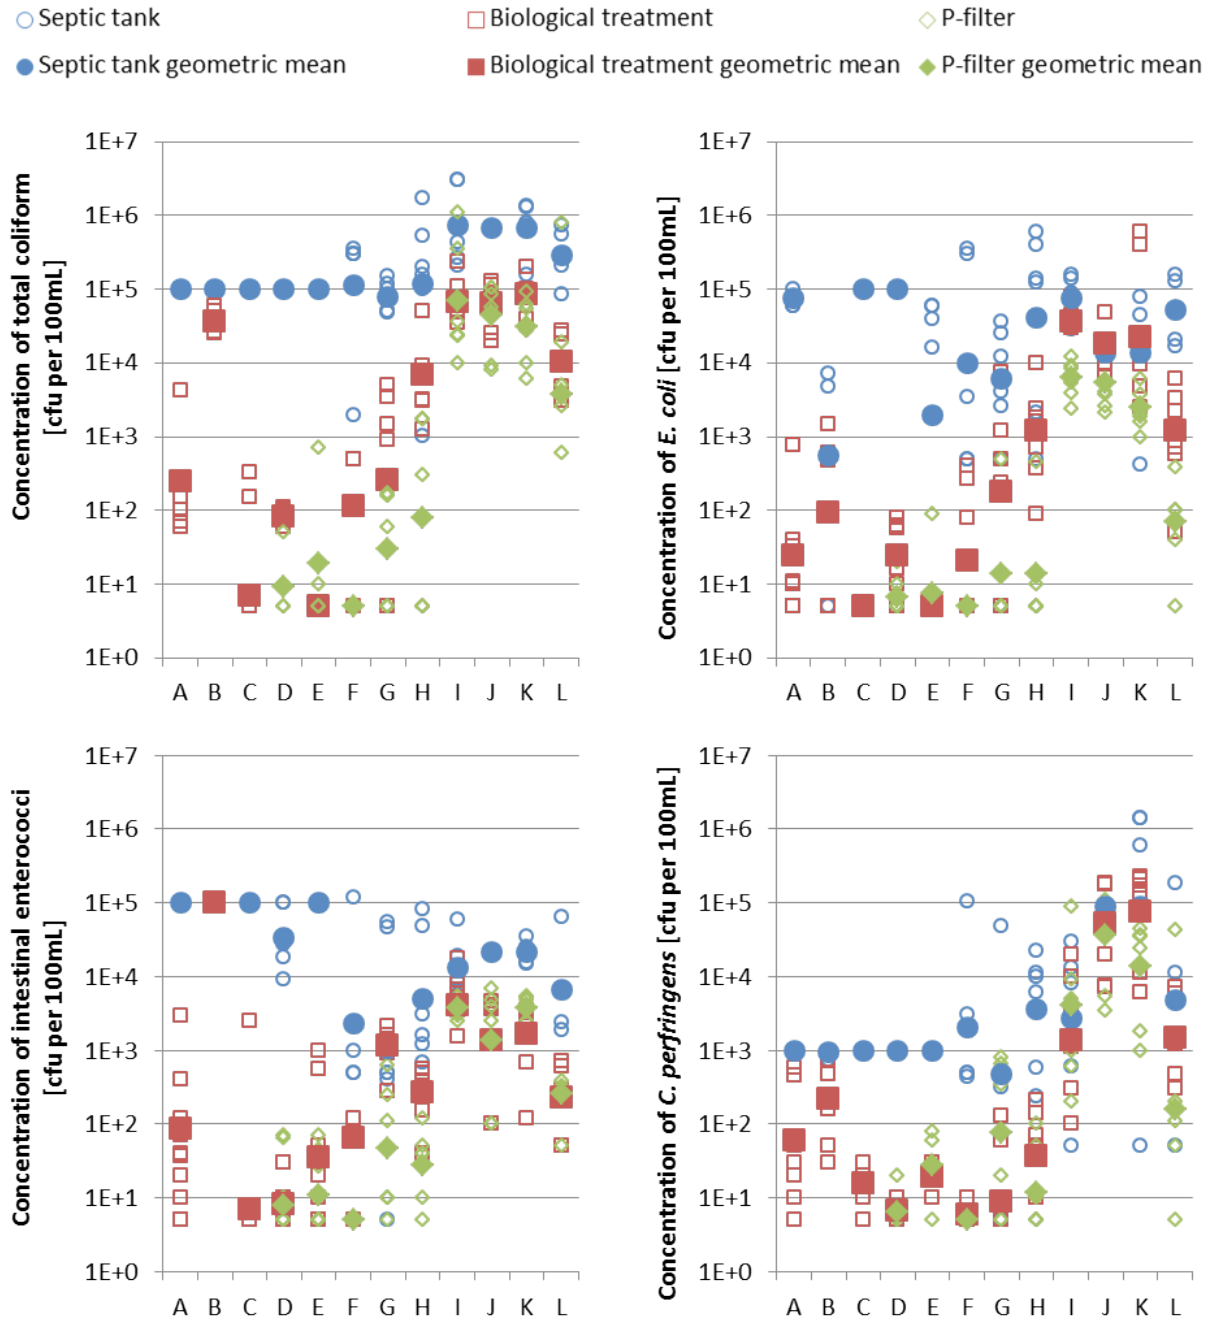 Septic tank
Biological treatment
P-filter
Septic tank geometric mean
Biological treatment geometric mean
P-filter geometric mean
Concentration of total coliform
[cfu per 100mL]
1E+7
1E+6
1E+5
1E+4
1E+3
1E+2
1E+1
1E+0
A B C D E F G H I J K L
Concentration of E. coli [cfu per 100mL]
1E+7
1E+6
1E+5
1E+4
1E+3
1E+2
1E+1
1E+0
A B C D E F G H I J K L
Concentration of intestinal enterococci
[cfu per 100mL]
1E+7
1E+6
1E+5
1E+4
1E+3
1E+2
1E+1
1E+0
A B C D E F G H I J K L
Concentration of C. perfringens [cfu per 100mL]
1E+7
1E+6
1E+5
1E+4
1E+3
1E+2
1E+1
1E+0
A B C D E F G H I J K L